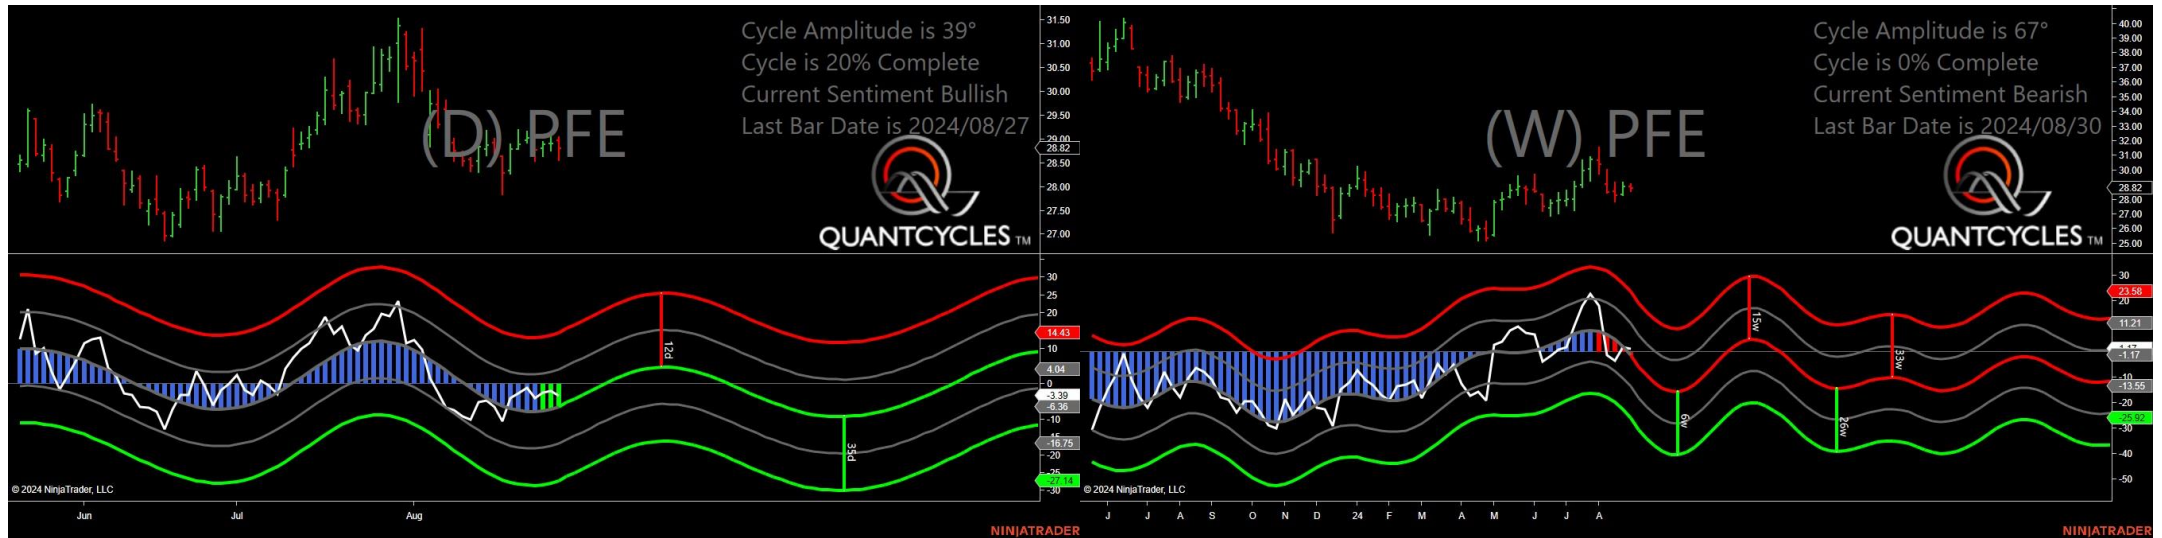 Cycle Amplitude is 39°
Cycle is 20% Complete
Current Sentiment Bullish
Last Bar Date is 2024/08/27
(D) PFE
QUANTCYCLES TM
31.50
31.00
30.50
30.00
29.50
29.00
28.82
28.50
28.00
27.50
27.00
30
25
20
14.43
10
4.04
0
-3.39
-6.36
-10
-16.75
-20
-27.14
-30
12d
35d
© 2024 NinjaTrader, LLC
Jun
Jul
Aug
NINJATRADER
Cycle Amplitude is 67°
Cycle is 0% Complete
Current Sentiment Bearish
Last Bar Date is 2024/08/30
(W) PFE
QUANTCYCLES TM
40.00
39.00
38.00
37.00
36.00
35.00
34.00
33.00
32.00
31.00
30.00
28.82
28.00
27.00
26.00
25.00
30
23.58
20
11.21
-1.17
-10
-13.55
-20
-25.92
-30
-40
-50
15w
33w
6w
26w
© 2024 NinjaTrader, LLC
J
J
A
S
O
N
D
24
F
M
A
M
J
J
A
NINJATRADER